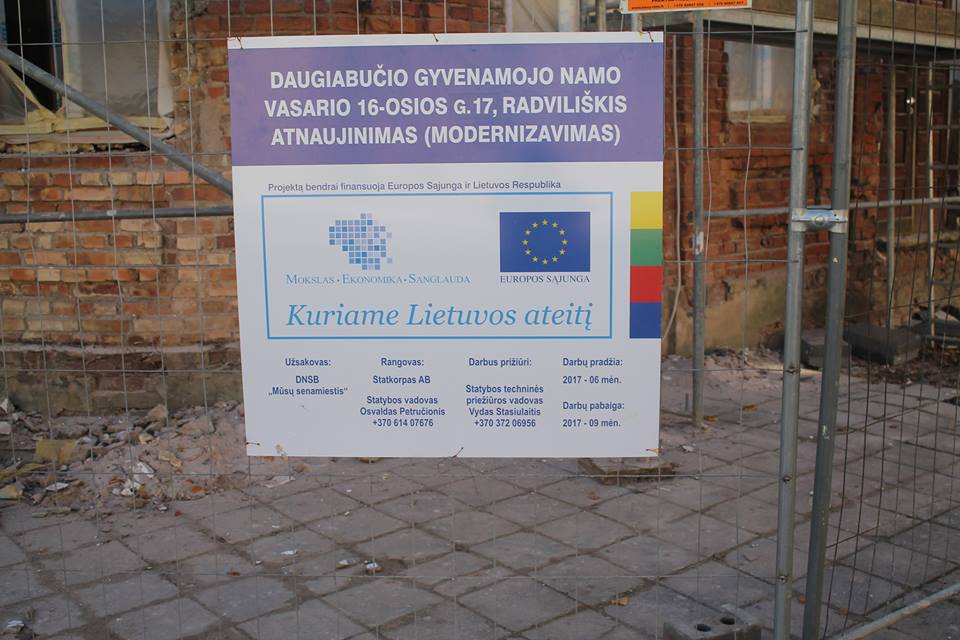 DAUGIABUČIO GYVENAMOJO NAMO
VASARIO 16-OSIOS G.17, RADVILIŠKIS
ATNAUJINIMAS (MODERNIZAVIMAS)
Projektą bendrai finansuoja Europos Sąjunga ir Lietuvos Respublika
MOKSLAS • EKONOMIKA • SANGLAUDA
EUROPOS SĄJUNGA
Kuriame Lietuvos ateitį
Užsakovas:
DNSB
„Mūsų senamiestis”
Rangovas:
Statkorpas AB
Statybos vadovas
Osvaldas Petručionis
+370 614 07676
Darbus prižiūri:
Statybos techninės
priežiūros vadovas
Vydas Stasiulaitis
+370 372 06956
Darbų pradžia:
2017 - 06 mėn.
Darbų pabaiga:
2017 - 09 mėn.